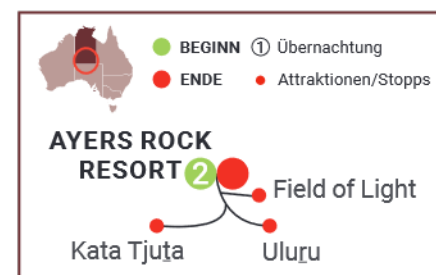 BEGINN ① Übernachtung
ENDE • Attraktionen/Stopps
AYERS ROCK
RESORT 2
Field of Light
Kata Tjuṯa
Uluṟu